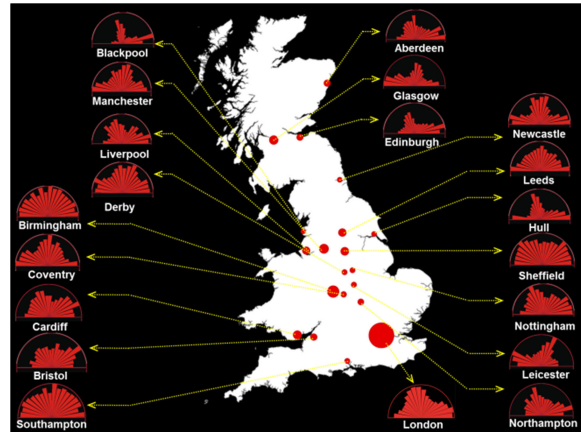 Blackpool
Manchester
Liverpool
Derby
Birmingham
Coventry
Cardiff
Bristol
Southampton
Aberdeen
Glasgow
Edinburgh
Newcastle
Leeds
Hull
Sheffield
Nottingham
Leicester
Northampton
London